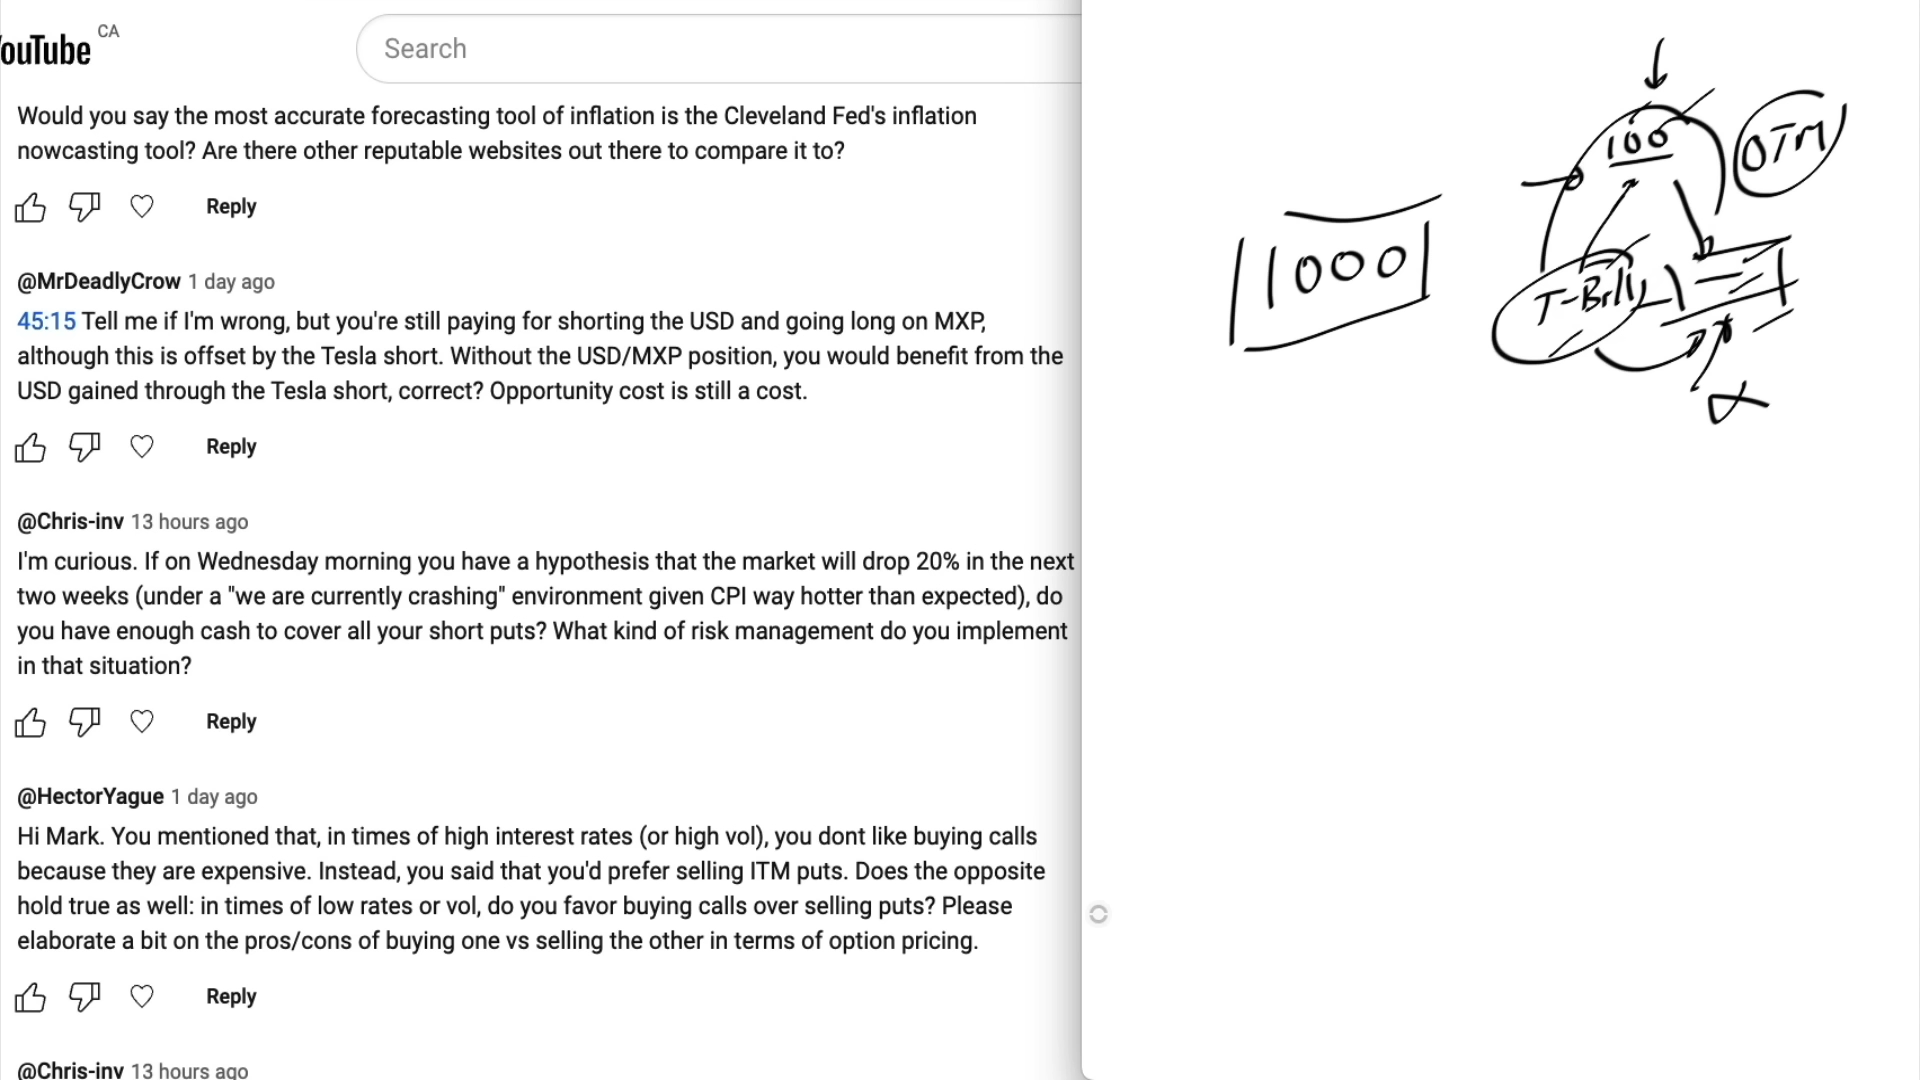 ouTube CA
Search
Would you say the most accurate forecasting tool of inflation is the Cleveland Fed's inflation
nowcasting tool? Are there other reputable websites out there to compare it to?
Reply
@MrDeadlyCrow 1 day ago
45:15 Tell me if I'm wrong, but you're still paying for shorting the USD and going long on MXP,
although this is offset by the Tesla short. Without the USD/MXP position, you would benefit from the
USD gained through the Tesla short, correct? Opportunity cost is still a cost.
Reply
@Chris-inv 13 hours ago
I'm curious. If on Wednesday morning you have a hypothesis that the market will drop 20% in the next
two weeks (under a "we are currently crashing" environment given CPI way hotter than expected), do
you have enough cash to cover all your short puts? What kind of risk management do you implement
in that situation?
Reply
@HectorYague 1 day ago
Hi Mark. You mentioned that, in times of high interest rates (or high vol), you dont like buying calls
because they are expensive. Instead, you said that you'd prefer selling ITM puts. Does the opposite
hold true as well: in times of low rates or vol, do you favor buying calls over selling puts? Please
elaborate a bit on the pros/cons of buying one vs selling the other in terms of option pricing.
Reply
@Chris-inv 13 hours ago
100
OTM
1000
α